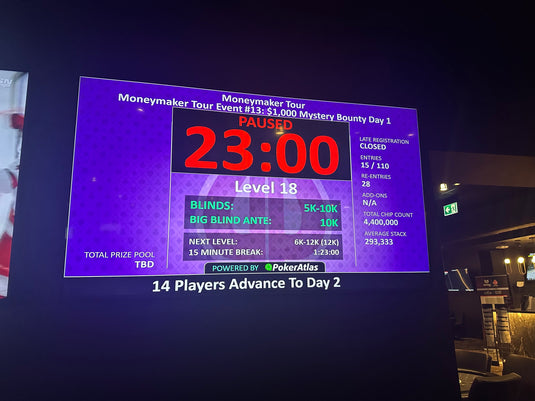 Moneymaker Tour
Moneymaker Tour Event #13: $1,000 Mystery Bounty Day 1
PAUSED
23:00
Level 18
BLINDS: 5K-10K
BIG BLIND ANTE: 10K
NEXT LEVEL: 6K-12K (12K)
15 MINUTE BREAK: 1:23:00
POWERED BY PokerAtlas
TOTAL PRIZE POOL
TBD
LATE REGISTRATION
CLOSED
ENTRIES
15 / 110
RE-ENTRIES
28
ADD-ONS
N/A
TOTAL CHIP COUNT
4,400,000
AVERAGE STACK
293,333
14 Players Advance To Day 2